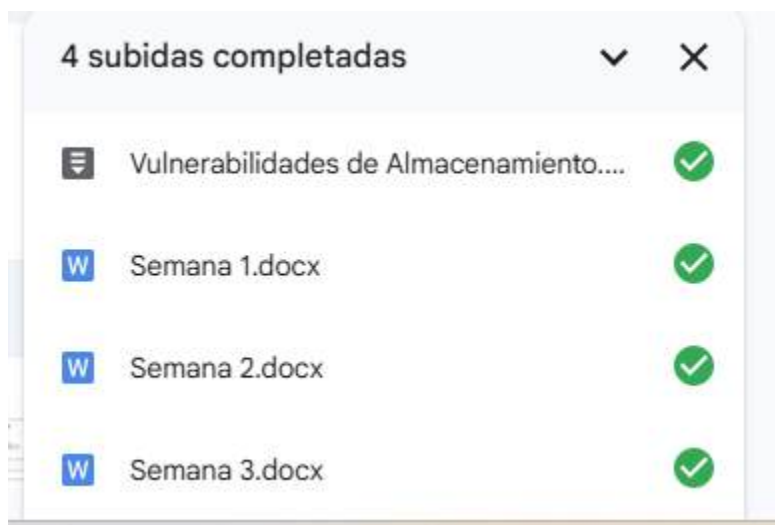 4 subidas completadas
Vulnerabilidades de Almacenamiento....
W Semana 1.docx
W Semana 2.docx
W Semana 3.docx